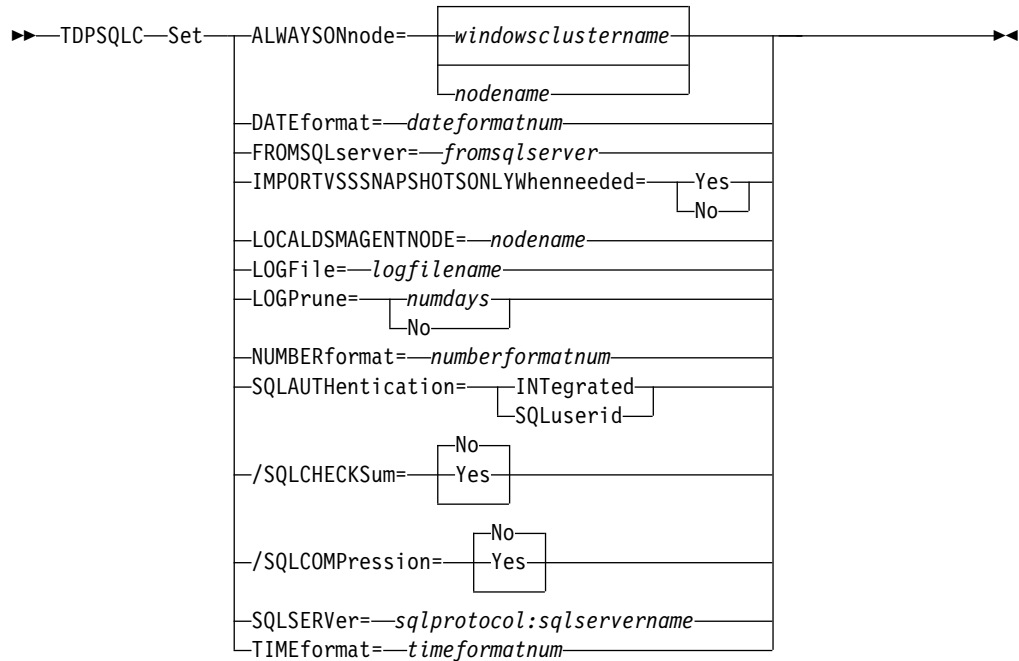 TDPSQLC Set ALWAYSONnode= windowsclustername
nodename
DATEformat= dateformatnum
FROMSQLserver= fromsqlserver
IMPORTVSSSNAPSHOTSONLYWhenneeded= Yes
No
LOCALDSMAGENTNODE= nodename
LOGFile= logfilename
LOGPrune= numdays
No
NUMBERformat= numberformatnum
SQLAUTHentication= INTegrated
SQLuserid
No
/SQLCHECKSum= Yes
No
/SQLCOMPression= Yes
SQLSERVer= sqlprotocol:sqlservername
TIMEformat= timeformatnum